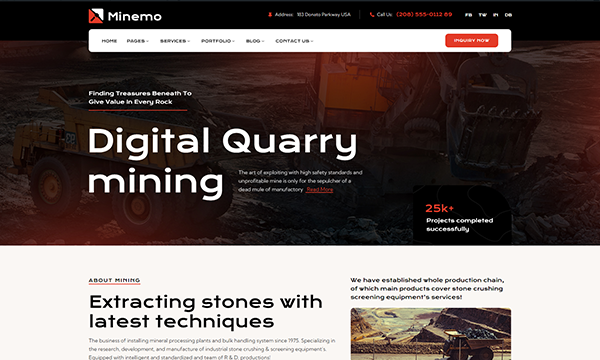 Minemo
Address: 183 Donato Parkwey USA
Call Us: (208) 555-0112 89
FB TW IN DB
HOME PAGES SERVICES PORTFOLIO BLOG CONTACT US
INQUIRY NOW
Finding Treasures Beneath To
Give Value In Every Rock
Digital Quarry
mining
The art of exploiting with high safety standards and
unprofitable mine is only for the sepulcher of a
dead mule of manufactory Read More
25k+
Projects completed
successfully
ABOUT MINING
Extracting stones with
latest techniques
The business of installing mineral processing plants and bulk handling system since 1973. Specializing in
the research, development, and manufacture of industrial stone crushing & screening equipment's.
Equipped with intelligent and standardized and team of R & D. productions!
We have established whole production chain,
of which main products cover stone crushing
screening equipment's services!